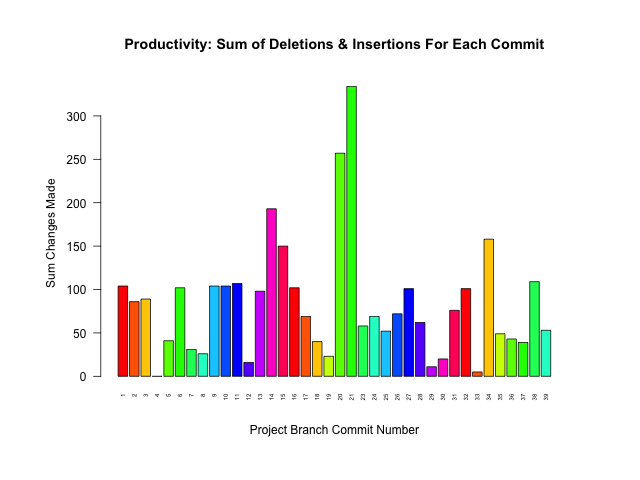 Productivity: Sum of Deletions & Insertions For Each Commit
Sum Changes Made
300
250
200
150
100
50
0
1 2 3 4 5 6 7 8 9 10 11 12 13 14 15 16 17 18 19 20 21 23 24 25 26 27 28 29 30 31 32 33 34 35 36 37 38 39
Project Branch Commit Number